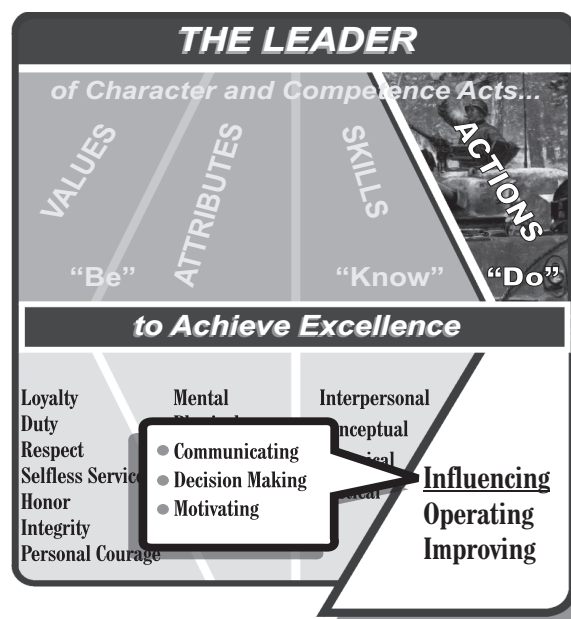 THE LEADER
of Character and Competence Acts...
VALUES
ATTRIBUTES
SKILLS
ACTIONS
“Be”
“Know”
“Do”
to Achieve Excellence
Loyalty
Duty
Respect
Selfless Service
Honor
Integrity
Personal Courage
Mental
Interpersonal
Communicating
Decision Making
Motivating
Influencing
Operating
Improving